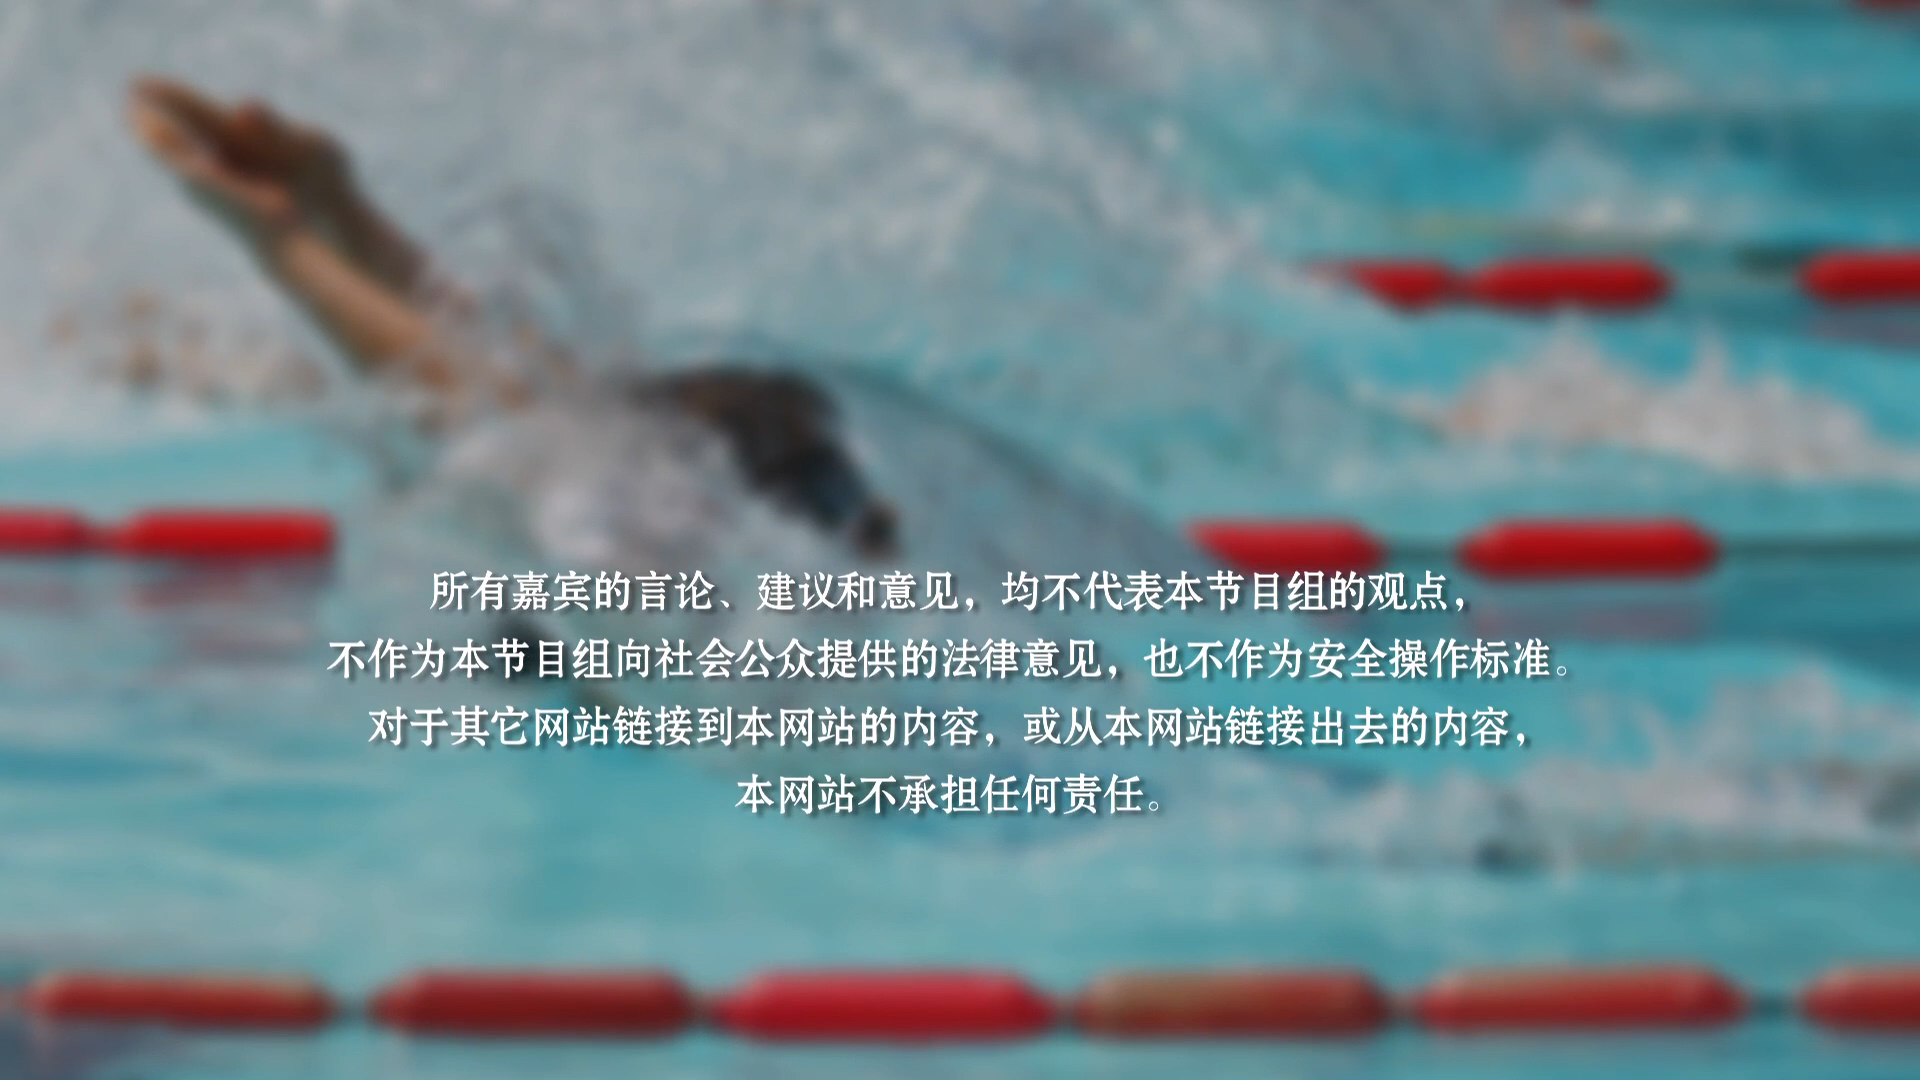 所有嘉宾的言论、建议和意见，均不代表本节目组的观点，
不作为本节目组向社会公众提供的法律意见，也不作为安全操作标准。
对于其它网站链接到本网站的内容，或从本网站链接出去的内容，
本网站不承担任何责任。